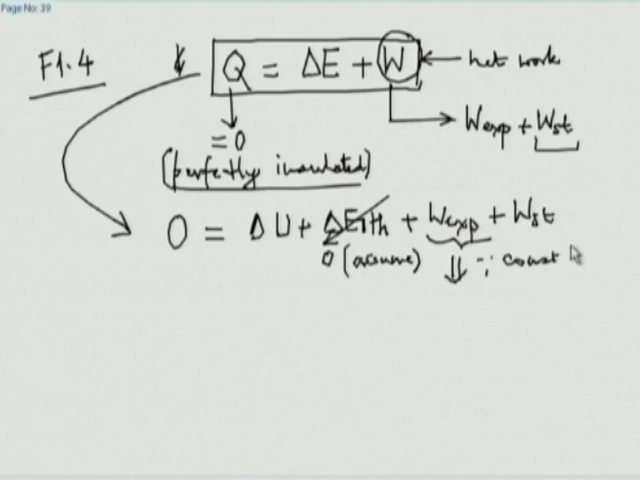 Page No: 39
F1.4 Q = ΔE + W ← net work
= 0 → Wexp + Wst
(perfectly insulated)
0 = ΔU + ΔEoth + Wexp + Wst
0 (assume) ⇓ ∵ const